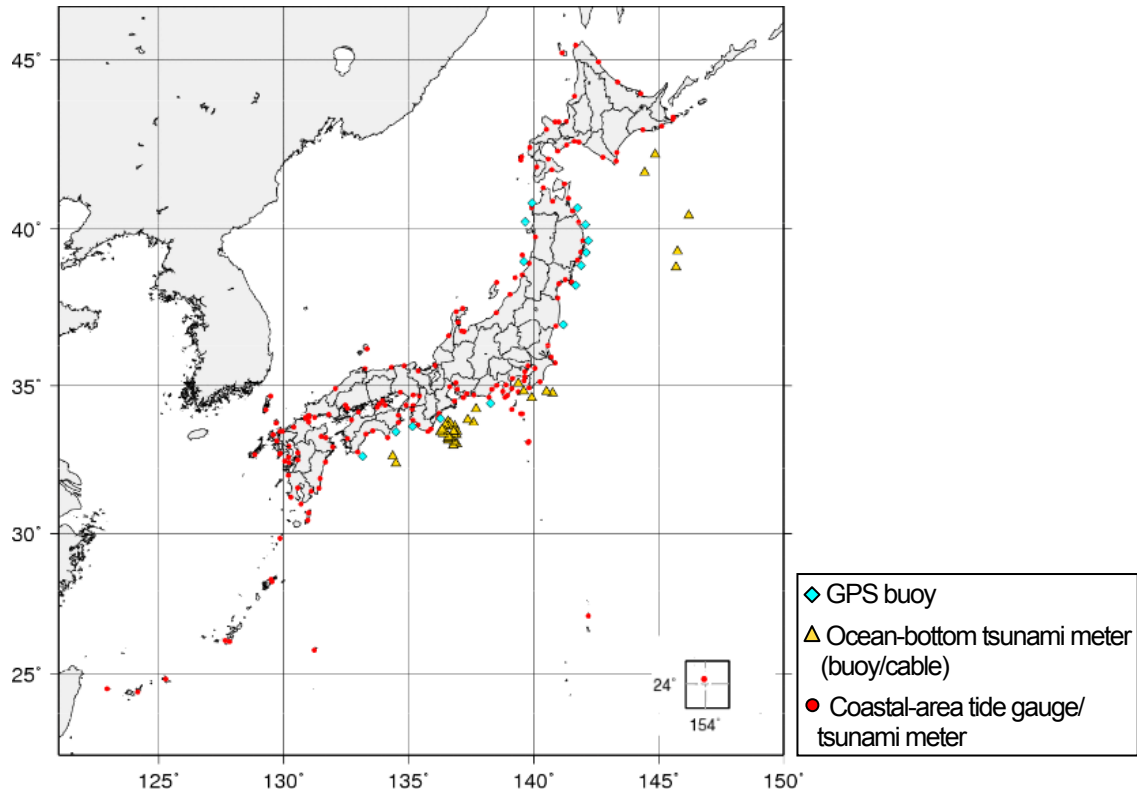 45°
40°
35°
30°
25°
24°
154°
125°
130°
135°
140°
145°
150°
GPS buoy
Ocean-bottom tsunami meter
(buoy/cable)
Coastal-area tide gauge/
tsunami meter